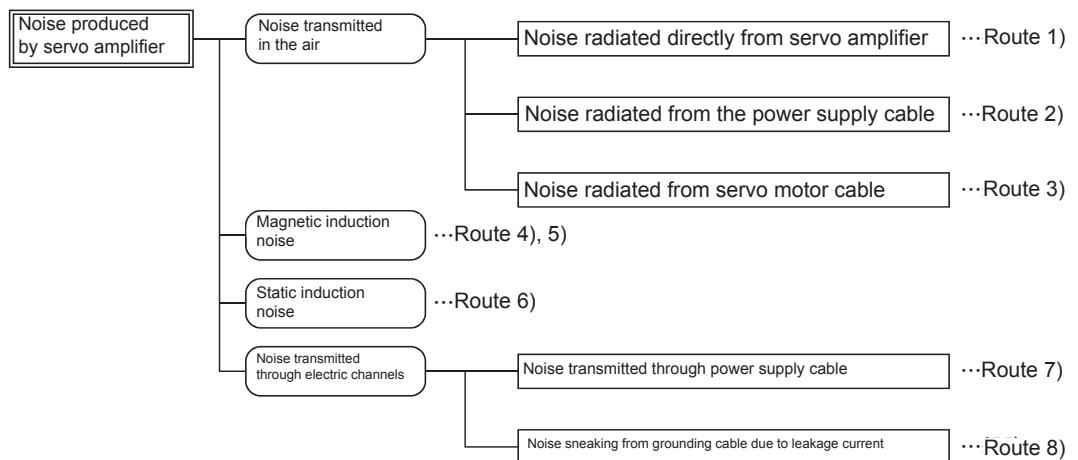 Noise produced
by servo amplifier
Noise transmitted
in the air
Noise radiated directly from servo amplifier
···Route 1)
Noise radiated from the power supply cable
···Route 2)
Noise radiated from servo motor cable
···Route 3)
Magnetic induction
noise
···Route 4), 5)
Static induction
noise
···Route 6)
Noise transmitted
through electric channels
Noise transmitted through power supply cable
···Route 7)
Noise sneaking from grounding cable due to leakage current
···Route 8)